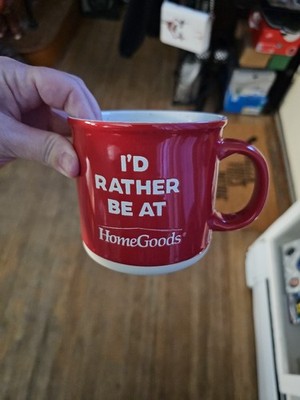 I'D
RATHER
BE AT
HomeGoods®